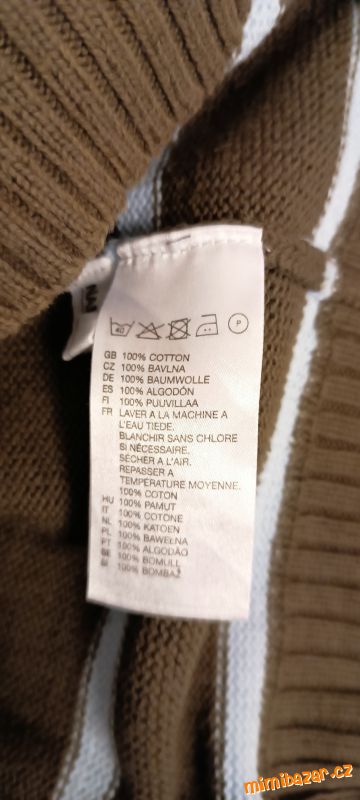 40
P
GB 100% COTTON
CZ 100% BAVLNA
DE 100% BAUMWOLLE
ES 100% ALGODÓN
FI 100% PUUVILLAA
FR LAVER A LA MACHINE A
L'EAU TIEDE.
BLANCHIR SANS CHLORE
SI NÉCESSAIRE.
SÉCHER A L'AIR.
REPASSER A
TEMPÉRATURE MOYENNE.
100% COTON
HU 100% PAMUT
IT 100% COTONE
NL 100% KATOEN
PL 100% BAWEŁNA
PT 100% ALGODÃO
SE 100% BOMULL
SI 100% BOMBAŽ
mimibazar.cz